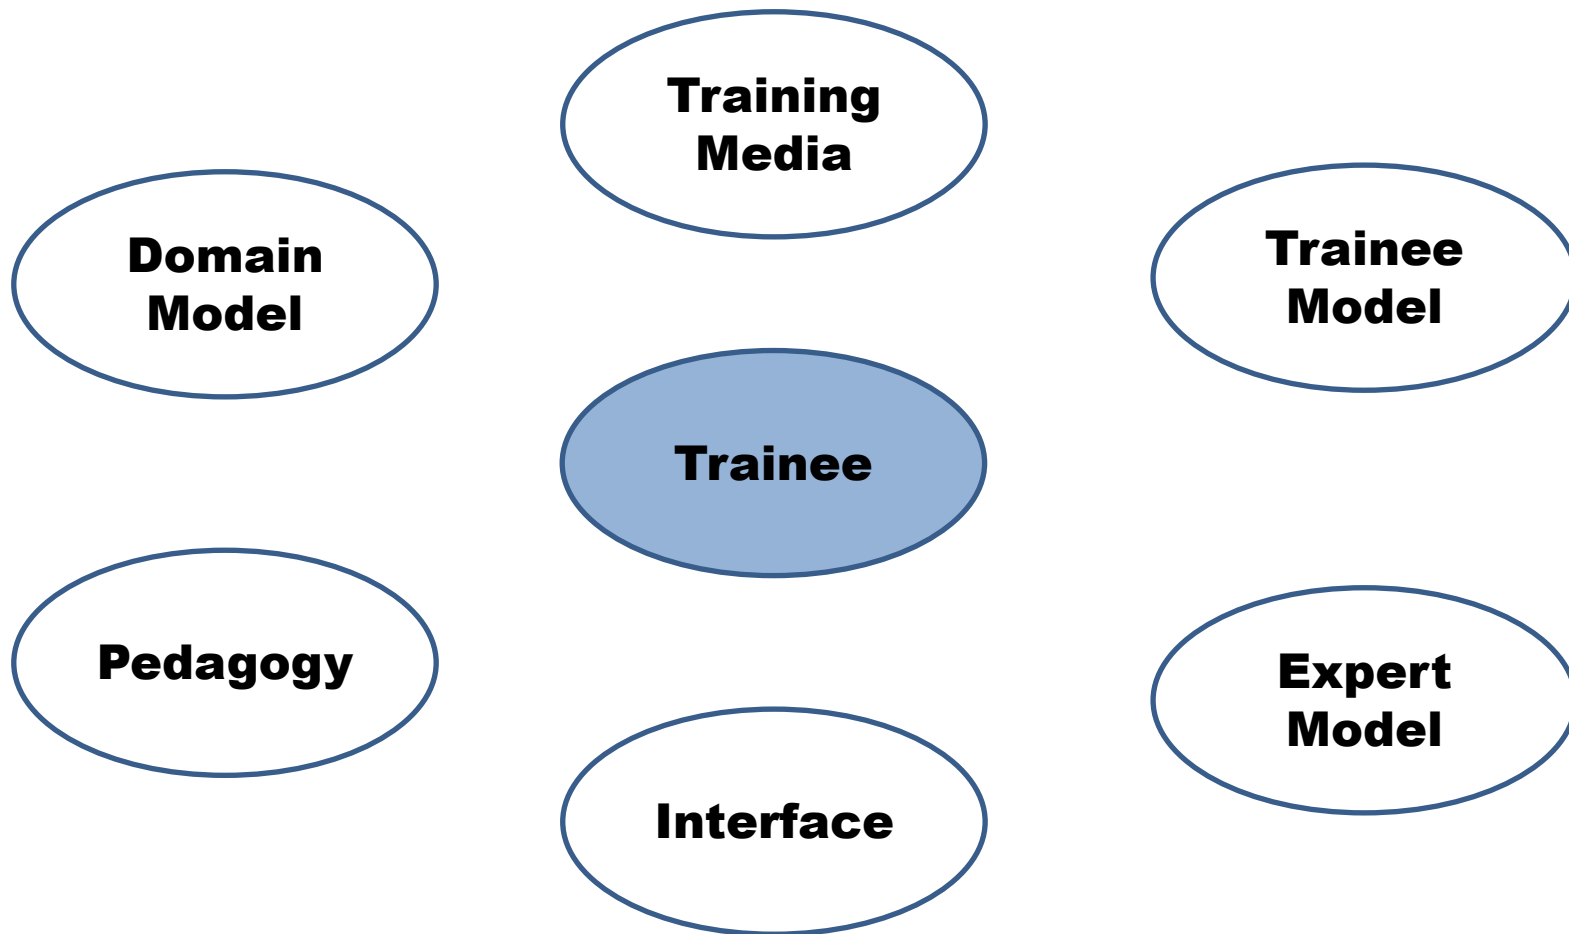 Training
Media
Domain
Model
Trainee
Model
Trainee
Pedagogy
Expert
Model
Interface